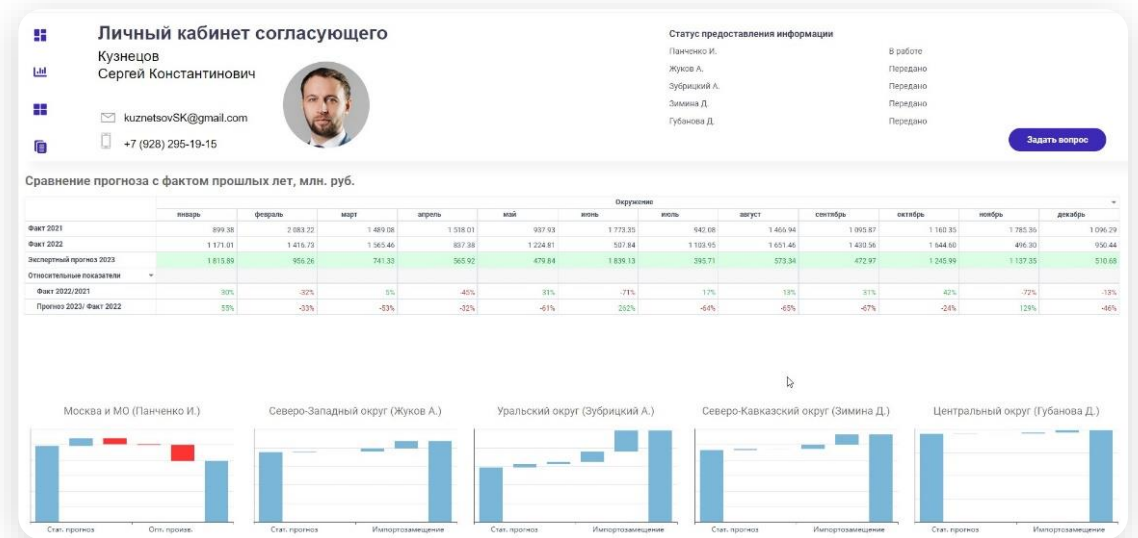 Личный кабинет согласующего
Кузнецов
Сергей Константинович
kuznetsovSK@gmail.com
+7 (928) 295-19-15
Статус предоставления информации
Панченко И. В работе
Жуков А. Передано
Зубрицкий А. Передано
Зимина Д. Передано
Губанова Д. Передано
Задать вопрос
Сравнение прогноза с фактом прошлых лет, млн. руб.
Окружение
январь февраль март апрель май июнь июль август сентябрь октябрь ноябрь декабрь
Факт 2021 899.38 2 083.22 1 489.08 1 518.01 937.93 1 773.35 942.08 1 466.94 1 095.87 1 160.35 1 785.36 1 096.29
Факт 2022 1 171.01 1 416.73 1 565.46 837.38 1 224.81 507.84 1 103.95 1 651.46 1 430.56 1 644.60 496.30 950.44
Экспертный прогноз 2023 1 815.89 956.26 741.33 565.92 479.84 1 839.13 395.71 573.34 472.97 1 245.99 1 137.35 510.68
Относительные показатели
Факт 2022/2021 30% -32% 5% -45% 31% -71% 17% 13% 31% 42% -72% -13%
Прогноз 2023/ Факт 2022 55% -33% -53% -32% -61% 262% -64% -65% -67% -24% 129% -46%
Москва и МО (Панченко И.) Северо-Западный округ (Жуков А.) Уральский округ (Зубрицкий А.) Северо-Кавказский округ (Зимина Д.) Центральный округ (Губанова Д.)
Стат. прогноз Опт. произв. Стат. прогноз Импортозамещение Стат. прогноз Импортозамещение Стат. прогноз Импортозамещение Стат. прогноз Импортозамещение